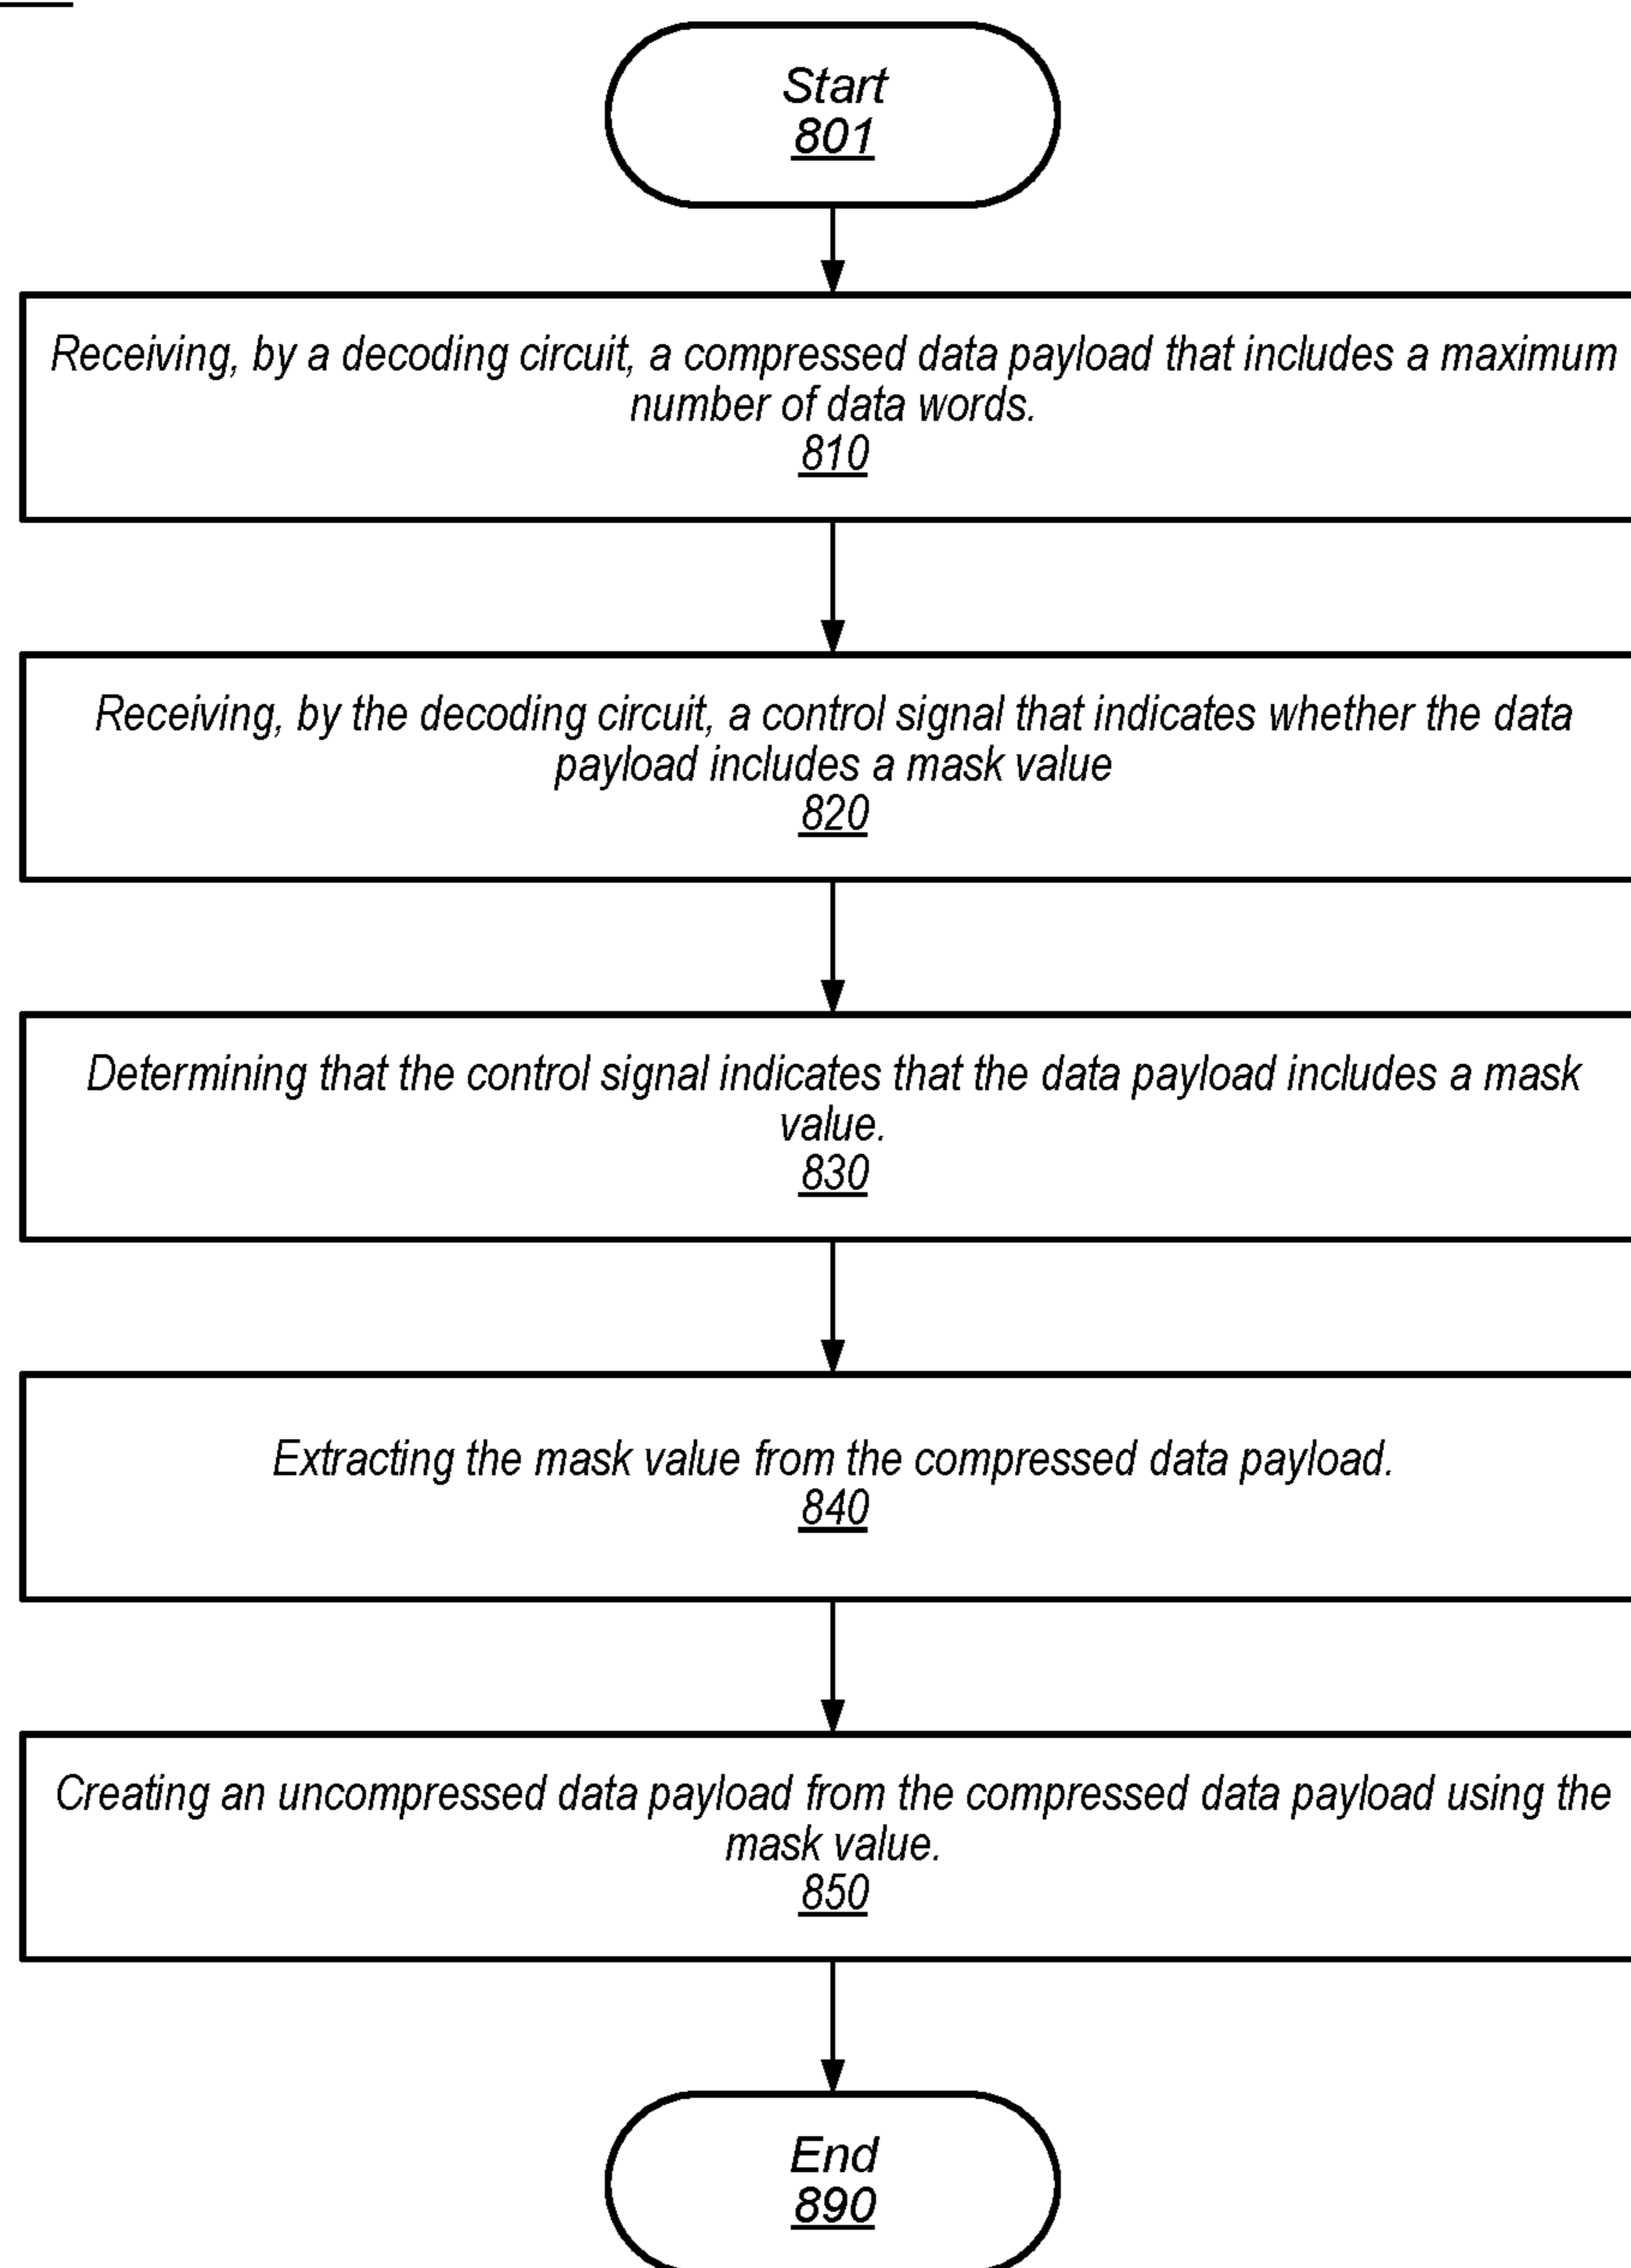 Start
801
Receiving, by a decoding circuit, a compressed data payload that includes a maximum
number of data words.
810
Receiving, by the decoding circuit, a control signal that indicates whether the data
payload includes a mask value
820
Determining that the control signal indicates that the data payload includes a mask
value.
830
Extracting the mask value from the compressed data payload.
840
Creating an uncompressed data payload from the compressed data payload using the
mask value.
850
End
890